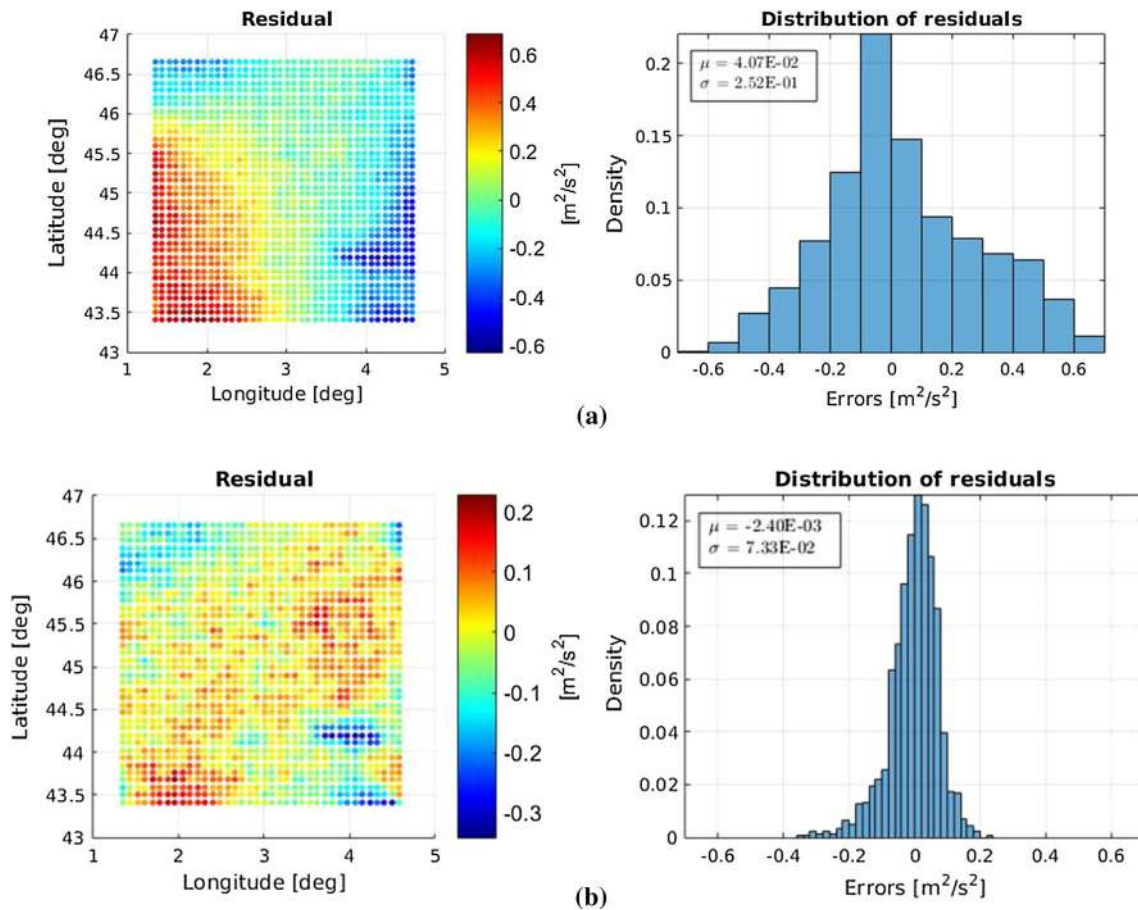 Residual
47
46.5
46
45.5
45
44.5
44
43.5
43
Latitude [deg]
1 2 3 4 5
Longitude [deg]
0.6
0.4
0.2
0
-0.2
-0.4
-0.6
[m²/s²]
Distribution of residuals
μ = 4.07E-02
σ = 2.52E-01
0.2
0.15
0.1
0.05
0
Density
-0.6 -0.4 -0.2 0 0.2 0.4 0.6
Errors [m²/s²]
(a)
Residual
47
46.5
46
45.5
45
44.5
44
43.5
43
Latitude [deg]
1 2 3 4 5
Longitude [deg]
0.2
0.1
0
-0.1
-0.2
-0.3
[m²/s²]
Distribution of residuals
μ = -2.40E-03
σ = 7.33E-02
0.12
0.1
0.08
0.06
0.04
0.02
0
Density
-0.6 -0.4 -0.2 0 0.2 0.4 0.6
Errors [m²/s²]
(b)